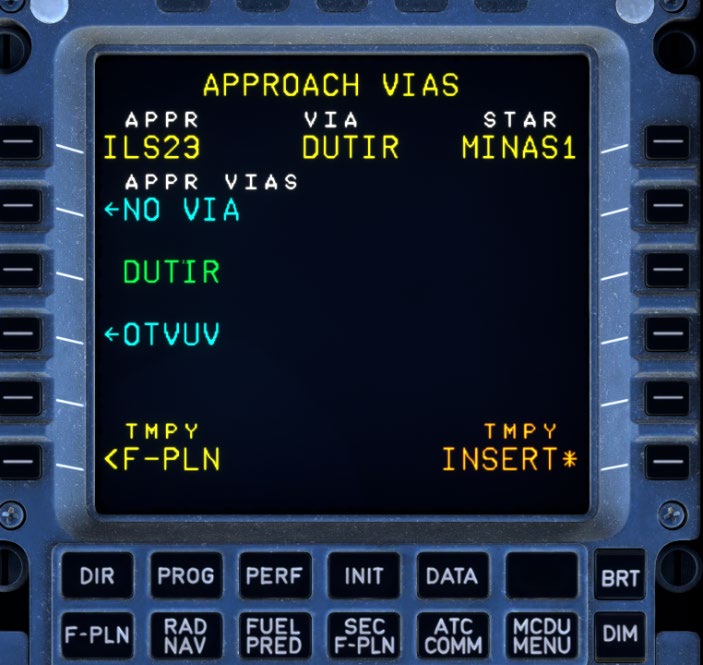 APPROACH VIAS
APPR VIA STAR
ILS23 DUTIR MINAS1
APPR VIAS
←NO VIA
DUTIR
←OTVUV
TMPY TMPY
<F-PLN INSERT*
DIR PROG PERF INIT DATA BRT
F-PLN RAD NAV FUEL PRED SEC F-PLN ATC COMM MCDU MENU DIM